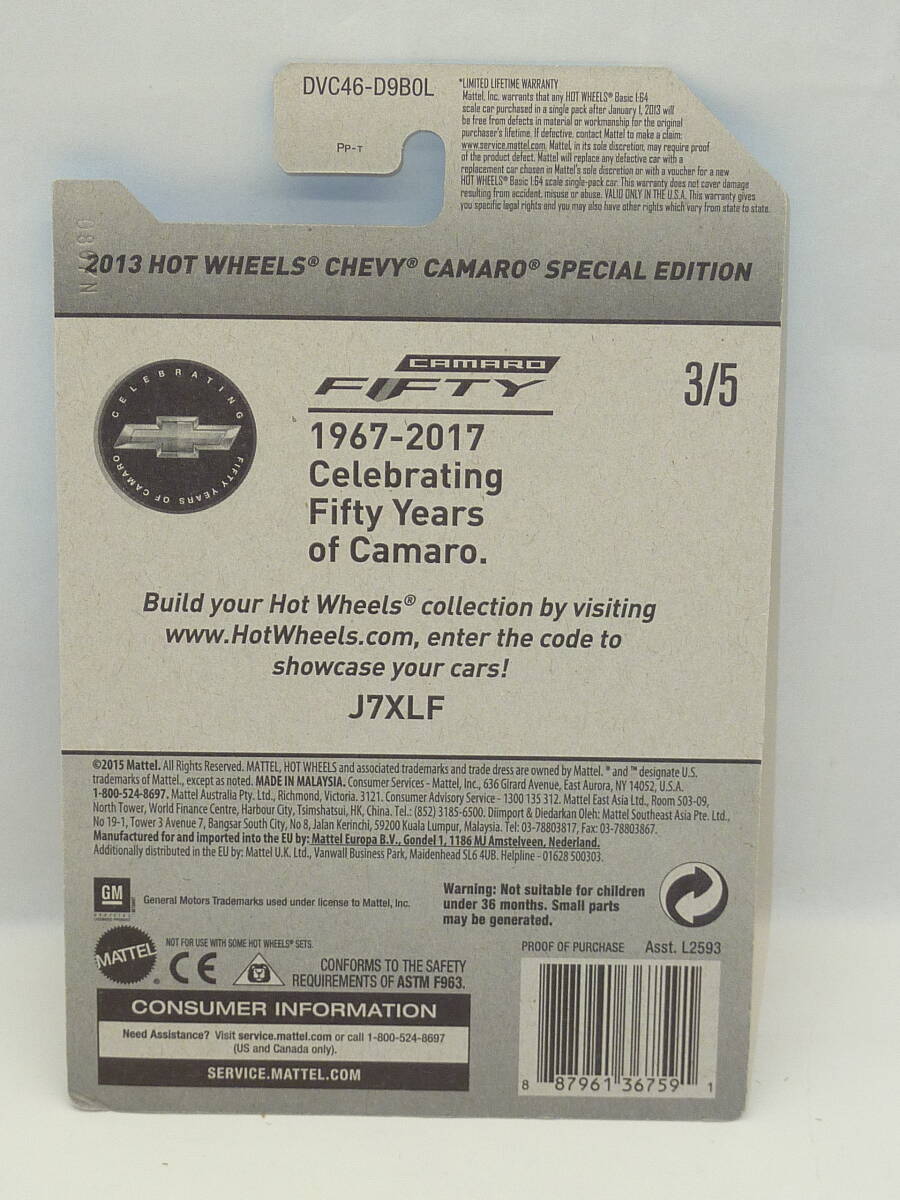 DVC46-D9B0L
PP-T
*LIMITED LIFETIME WARRANTY
Mattel, Inc. warrants that any HOT WHEELS® Basic 1:64
scale car purchased in a single pack after January 1, 2013 will
be free from defects in material or workmanship for the original
purchaser's lifetime. If defective, contact Mattel to make a claim:
www.service.mattel.com. Mattel, in its sole discretion, may require proof
of the product defect. Mattel will replace any defective car with a
replacement car chosen in Mattel's sole discretion or with a voucher for a new
HOT WHEELS® Basic 1:64 scale single-pack car. This warranty does not cover damage
resulting from accident, misuse or abuse. VALID ONLY IN THE U.S.A. This warranty gives
you specific legal rights and you may also have other rights which vary from state to state.
2013 HOT WHEELS® CHEVY® CAMARO® SPECIAL EDITION
CELEBRATING
FIFTY YEARS OF CAMARO
CAMARO
FIFTY
3/5
1967-2017
Celebrating
Fifty Years
of Camaro.
Build your Hot Wheels® collection by visiting
www.HotWheels.com, enter the code to
showcase your cars!
J7XLF
©2015 Mattel. All Rights Reserved. MATTEL, HOT WHEELS and associated trademarks and trade dress are owned by Mattel. ® and ™ designate U.S.
trademarks of Mattel., except as noted. MADE IN MALAYSIA. Consumer Services - Mattel, Inc., 636 Girard Avenue, East Aurora, NY 14052, U.S.A.
1-800-524-8697. Mattel Australia Pty. Ltd., Richmond, Victoria. 3121. Consumer Advisory Service - 1300 135 312. Mattel East Asia Ltd., Room 503-09,
North Tower, World Finance Centre, Harbour City, Tsimshatsui, HK, China. Tel.: (852) 3185-6500. Diimport & Diedarkan Oleh: Mattel Southeast Asia Pte. Ltd.,
No 19-1, Tower 3 Avenue 7, Bangsar South City, No 8, Jalan Kerinchi, 59200 Kuala Lumpur, Malaysia. Tel: 03-78803817, Fax: 03-78803867.
Manufactured for and imported into the EU by: Mattel Europa B.V., Gondel 1, 1186 MJ Amstelveen, Nederland.
Additionally distributed in the EU by: Mattel U.K. Ltd., Vanwall Business Park, Maidenhead SL6 4UB. Helpline - 01628 500303.
GM
General Motors Trademarks used under license to Mattel, Inc.
Warning: Not suitable for children
under 36 months. Small parts
may be generated.
MATTEL
NOT FOR USE WITH SOME HOT WHEELS® SETS.
CE
CONFORMS TO THE SAFETY
REQUIREMENTS OF ASTM F963.
PROOF OF PURCHASE Asst. L2593
CONSUMER INFORMATION
Need Assistance? Visit service.mattel.com or call 1-800-524-8697
(US and Canada only).
SERVICE.MATTEL.COM
8 87961 36759 1